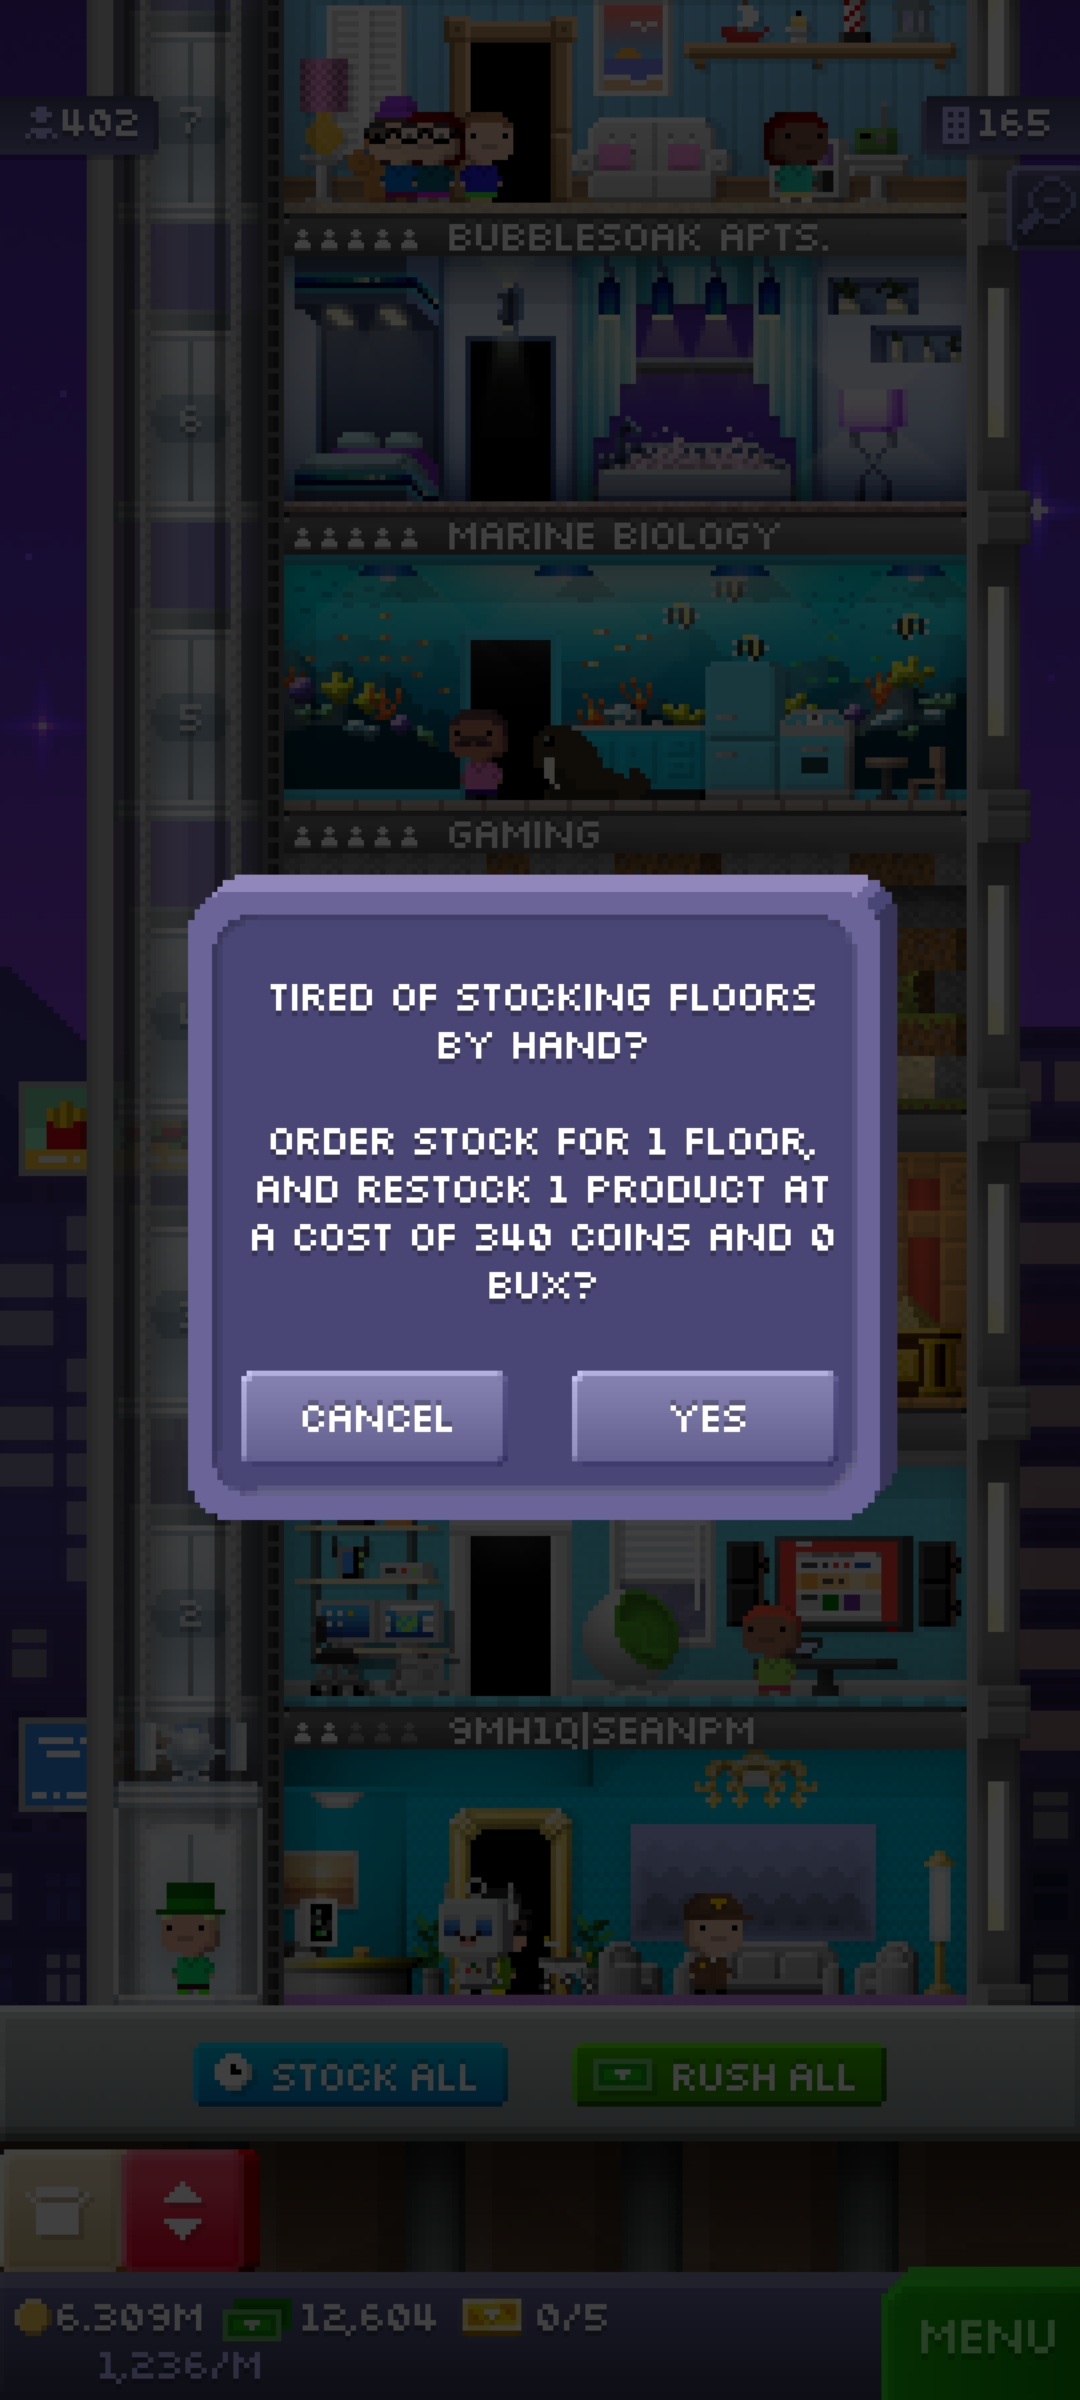 402
7
165
BUBBLESOAK APTS.
6
MARINE BIOLOGY
5
GAMING
TIRED OF STOCKING FLOORS
BY HAND?
ORDER STOCK FOR 1 FLOOR,
AND RESTOCK 1 PRODUCT AT
A COST OF 340 COINS AND 0
BUX?
CANCEL
YES
2
9MH1Q|SEANPM
STOCK ALL
RUSH ALL
6.309M
12,604
0/5
1,236/M
MENU